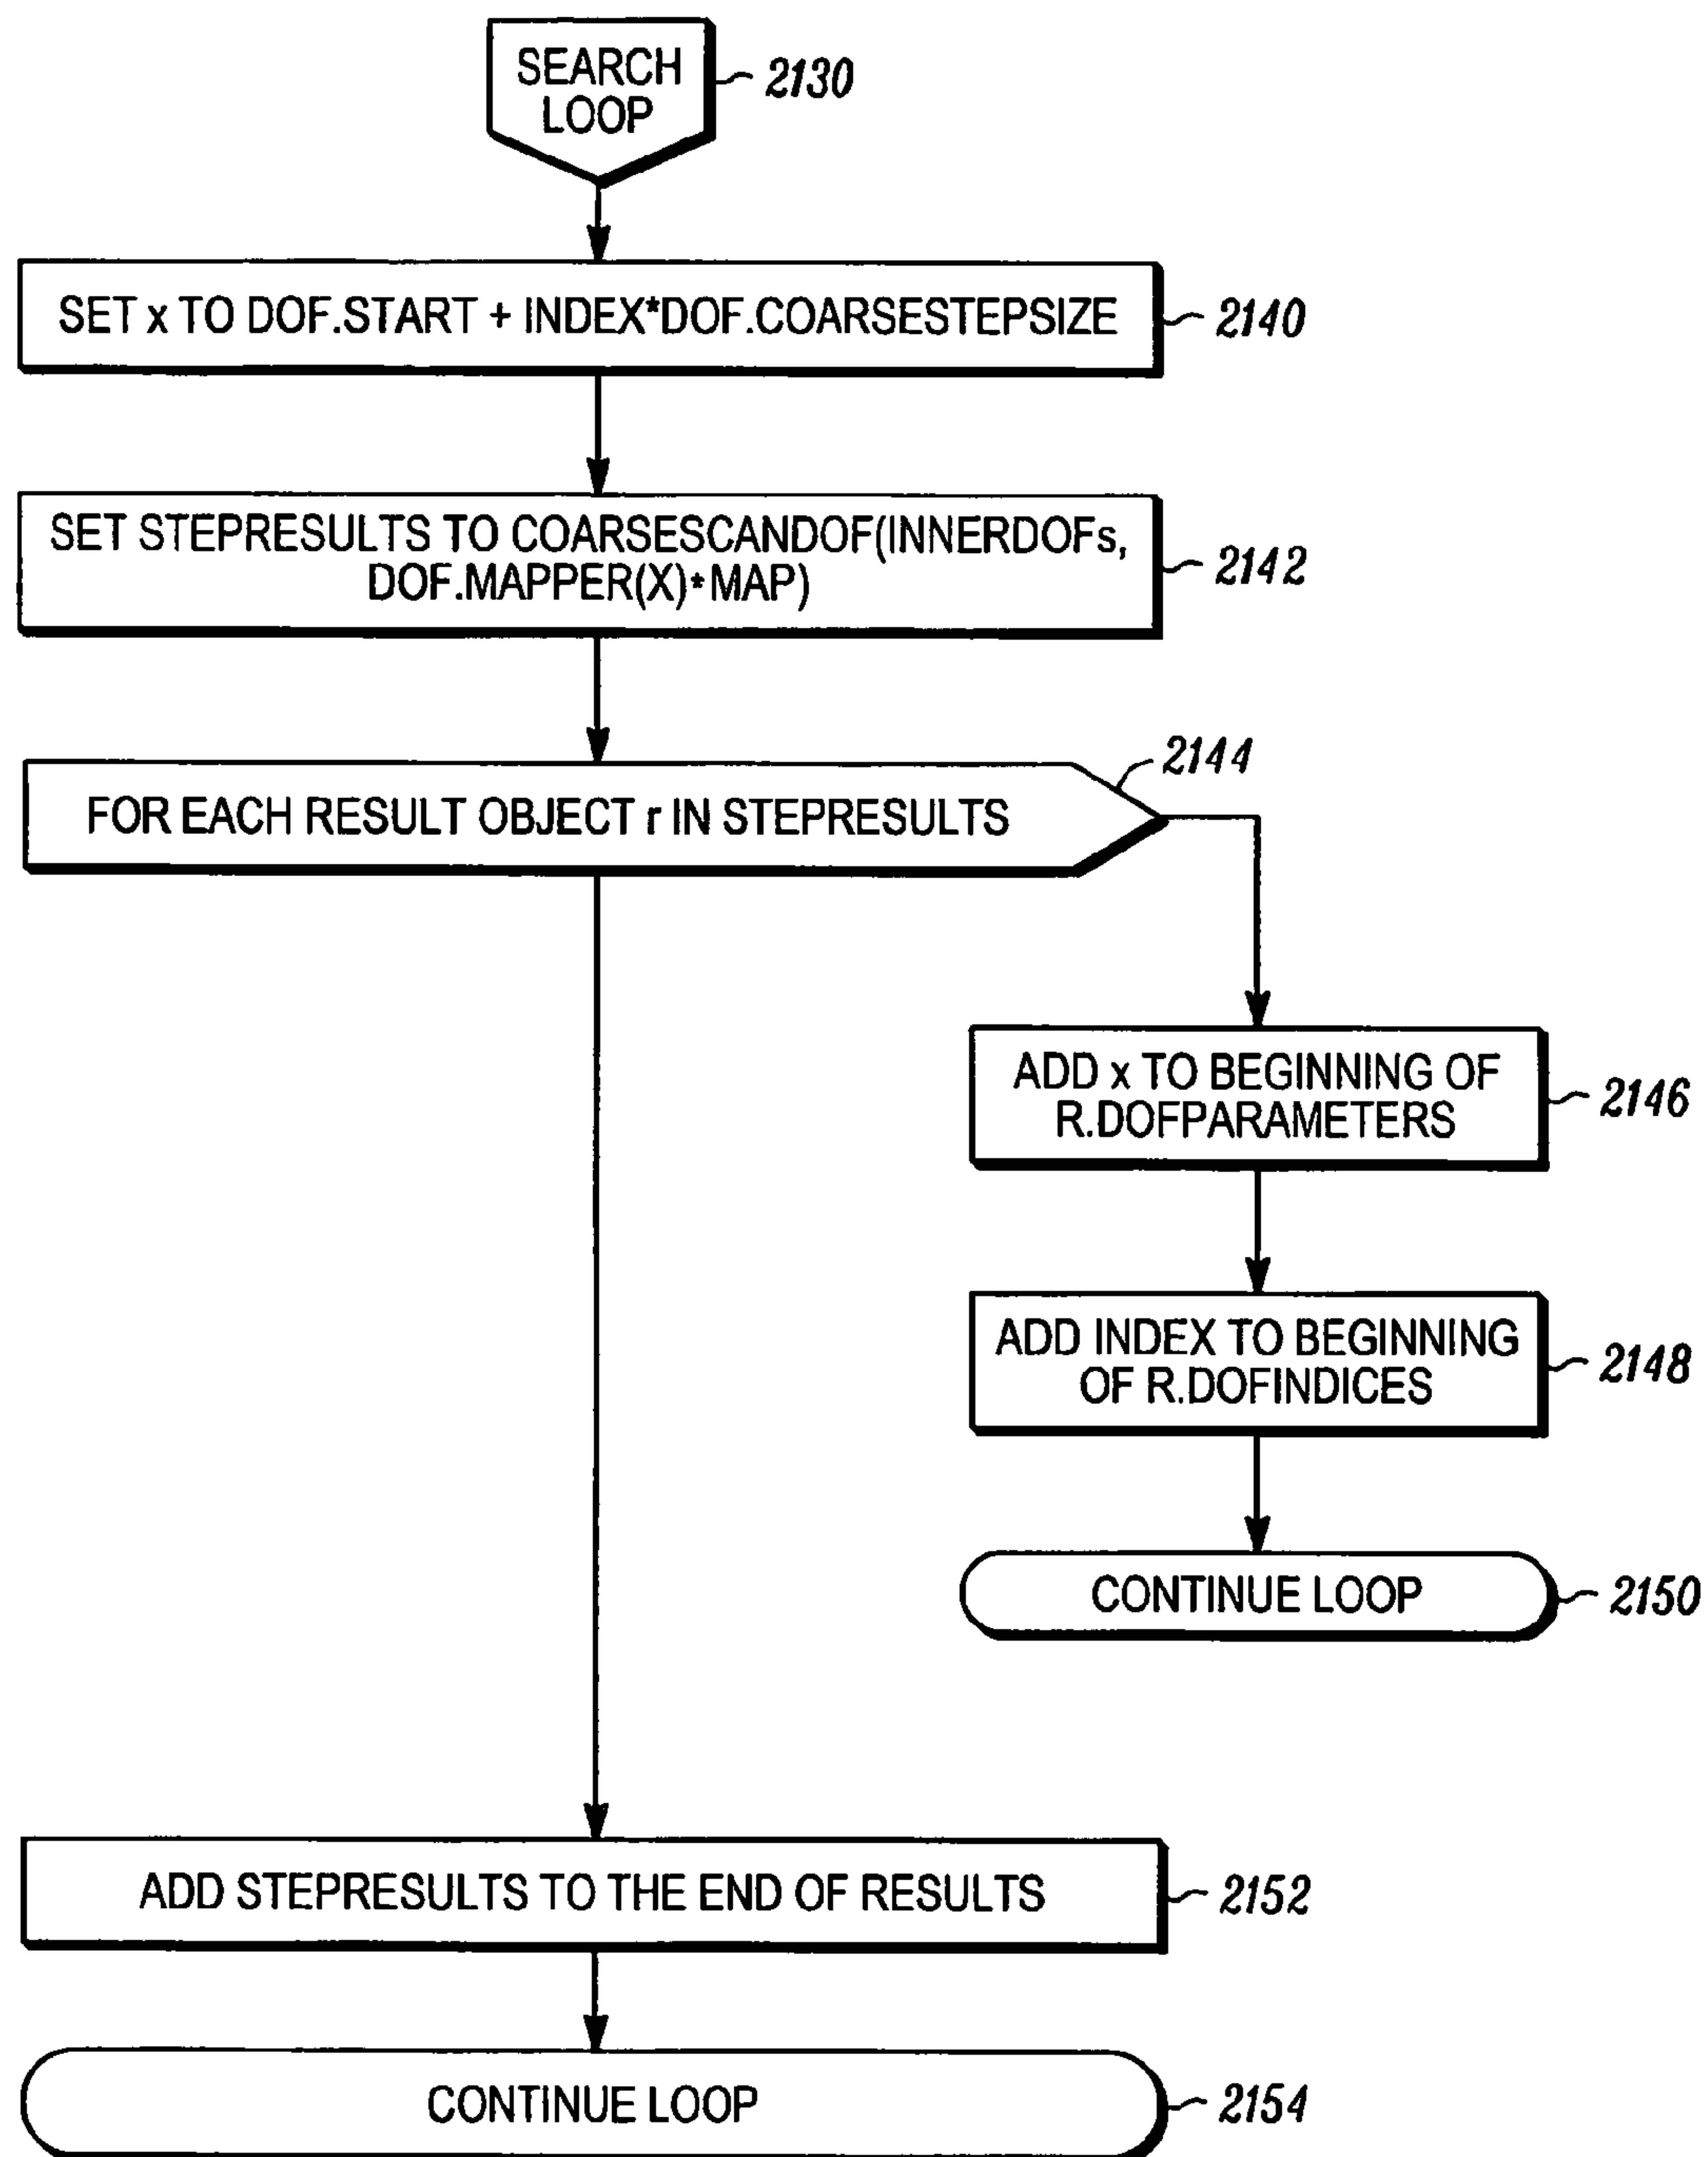 SEARCH
LOOP
2130
SET x TO DOF.START + INDEX*DOF.COARSESTEPSIZE
2140
SET STEPRESULTS TO COARSESCANDOF(INNERDOFs,
DOF.MAPPER(X)*MAP)
2142
2144
FOR EACH RESULT OBJECT r IN STEPRESULTS
ADD x TO BEGINNING OF
R.DOFPARAMETERS
2146
ADD INDEX TO BEGINNING
OF R.DOFINDICES
2148
CONTINUE LOOP
2150
ADD STEPRESULTS TO THE END OF RESULTS
2152
CONTINUE LOOP
2154